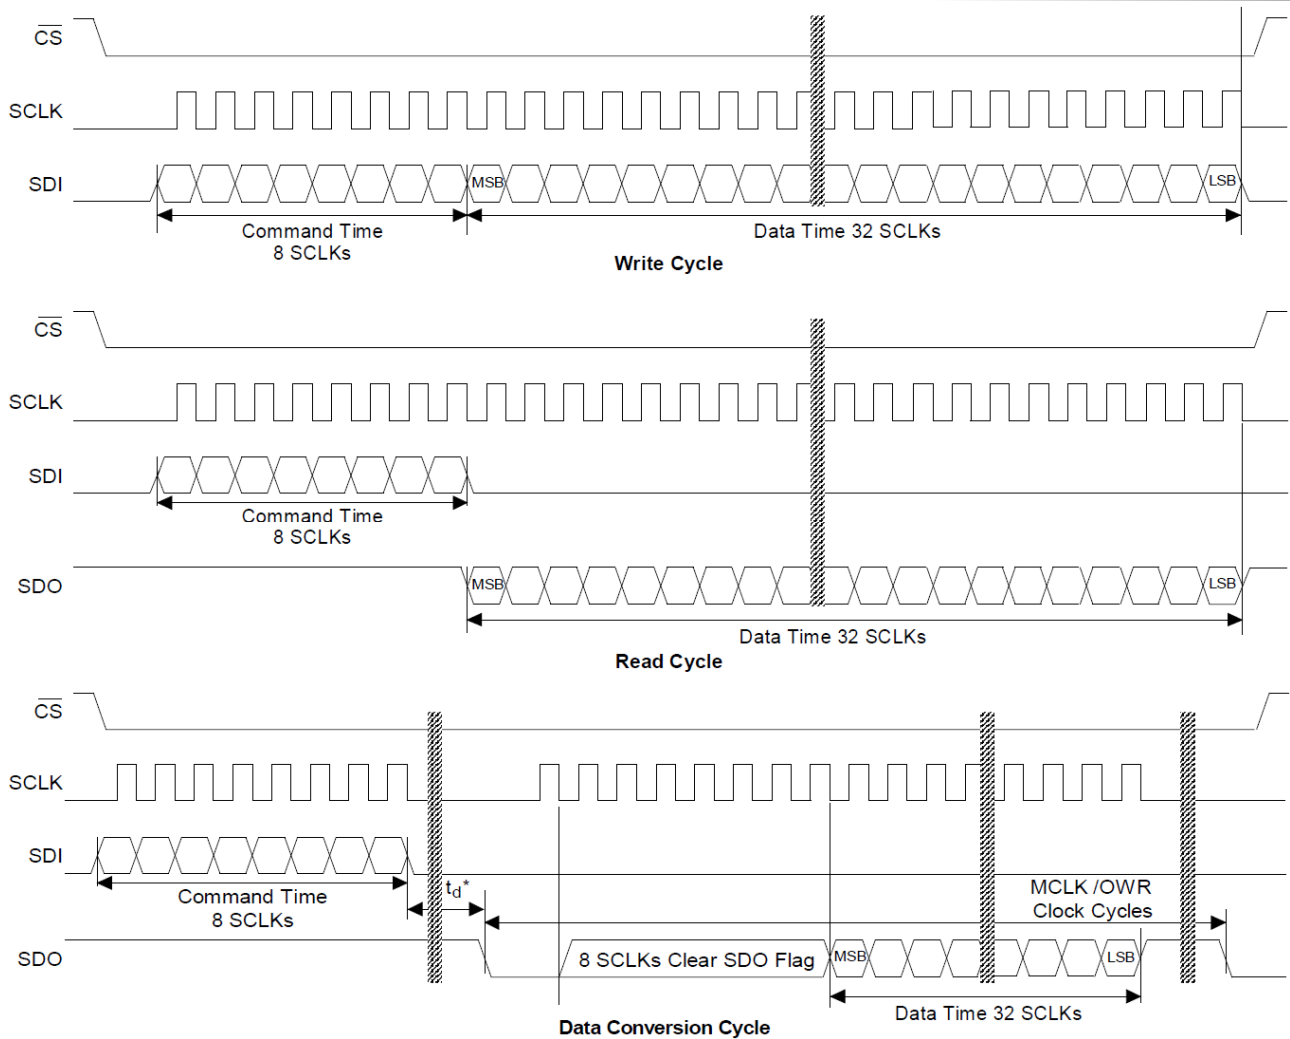 CS
SCLK
SDI
MSB
LSB
Command Time
8 SCLKs
Data Time 32 SCLKs
Write Cycle
CS
SCLK
SDI
Command Time
8 SCLKs
SDO
MSB
LSB
Data Time 32 SCLKs
Read Cycle
CS
SCLK
SDI
Command Time
8 SCLKs
td*
MCLK /OWR
Clock Cycles
SDO
8 SCLKs Clear SDO Flag
MSB
LSB
Data Time 32 SCLKs
Data Conversion Cycle